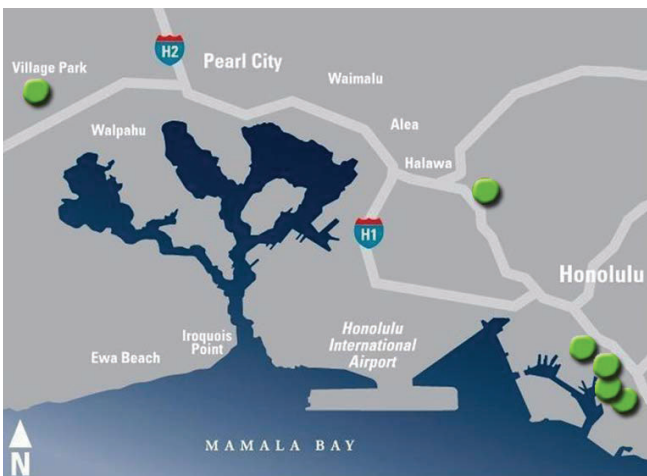 H2
Pearl City
Village Park
Waimalu
Walpahu
Alea
Halawa
H1
Honolulu
Iroquois
Point
Honolulu
International
Airport
Ewa Beach
MAMALA BAY
N